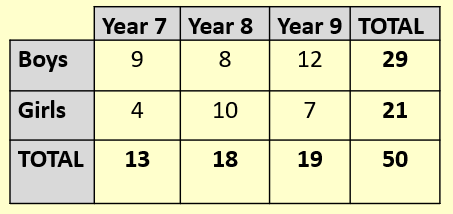 Year 7 Year 8 Year 9 TOTAL
Boys 9 8 12 29
Girls 4 10 7 21
TOTAL 13 18 19 50